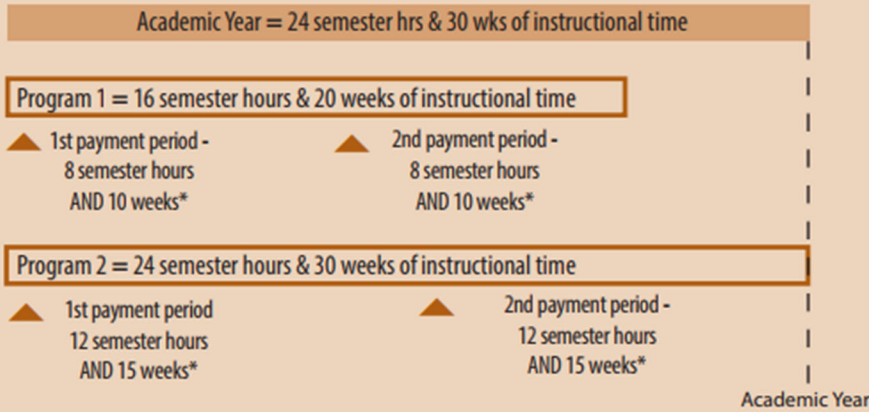 Academic Year = 24 semester hrs & 30 wks of instructional time
Program 1 = 16 semester hours & 20 weeks of instructional time
1st payment period -
8 semester hours
AND 10 weeks*
2nd payment period -
8 semester hours
AND 10 weeks*
Program 2 = 24 semester hours & 30 weeks of instructional time
1st payment period
12 semester hours
AND 15 weeks*
2nd payment period -
12 semester hours
AND 15 weeks*
Academic Year